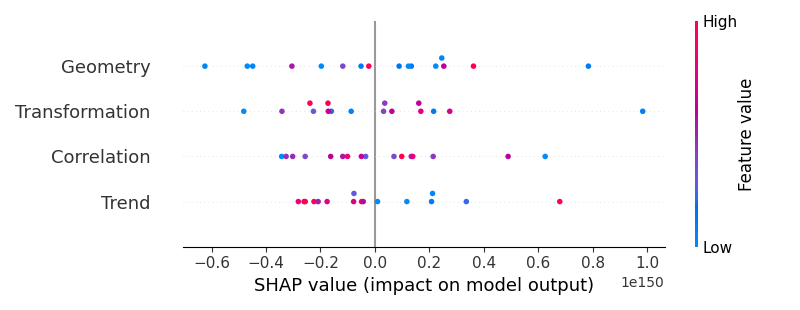 High
Geometry
Transformation
Correlation
Trend
Feature value
Low
−0.6 −0.4 −0.2 0.0 0.2 0.4 0.6 0.8 1.0
1e150
SHAP value (impact on model output)